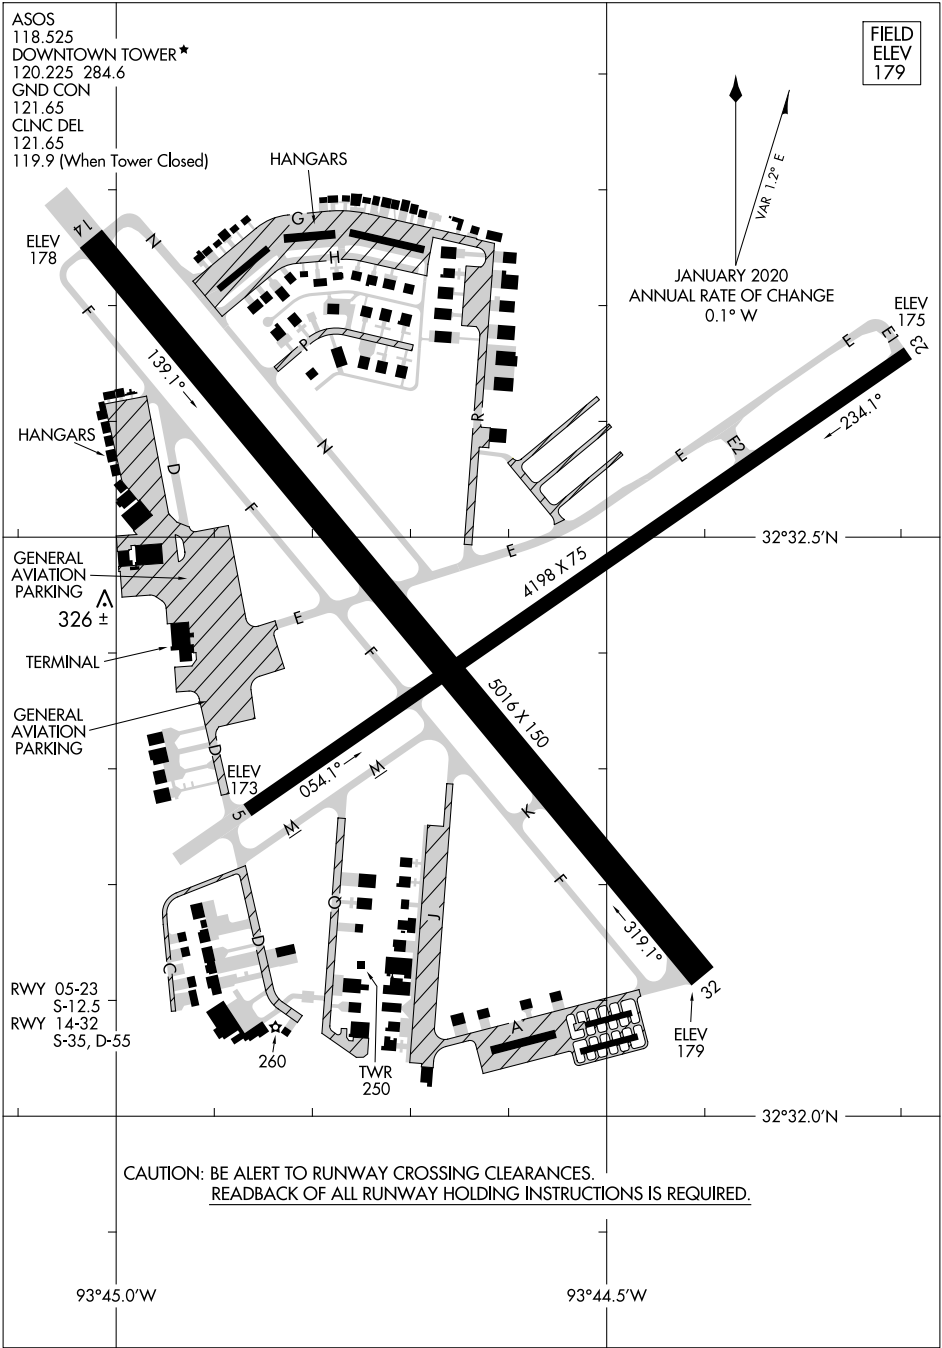 ASOS
118.525
DOWNTOWN TOWER★
120.225 284.6
GND CON
121.65
CLNC DEL
121.65
119.9 (When Tower Closed)
FIELD
ELEV
179
HANGARS
VAR 1.2° E
JANUARY 2020
ANNUAL RATE OF CHANGE
0.1° W
ELEV
178
14
N
G
H
F
P
ELEV
175
23
E1
E
139.1°
234.1°
HANGARS
D
N
R
E2
E
F
E
32°32.5'N
GENERAL
AVIATION
PARKING
326 ±
4198 X 75
E
F
TERMINAL
5016 X 150
GENERAL
AVIATION
PARKING
D
ELEV
173
054.1°
M
5
M
K
F
Q
J
D
C
319.1°
32
RWY 05-23
S-12.5
RWY 14-32
S-35, D-55
A
ELEV
179
260
TWR
250
32°32.0'N
CAUTION: BE ALERT TO RUNWAY CROSSING CLEARANCES.
READBACK OF ALL RUNWAY HOLDING INSTRUCTIONS IS REQUIRED.
93°45.0'W
93°44.5'W